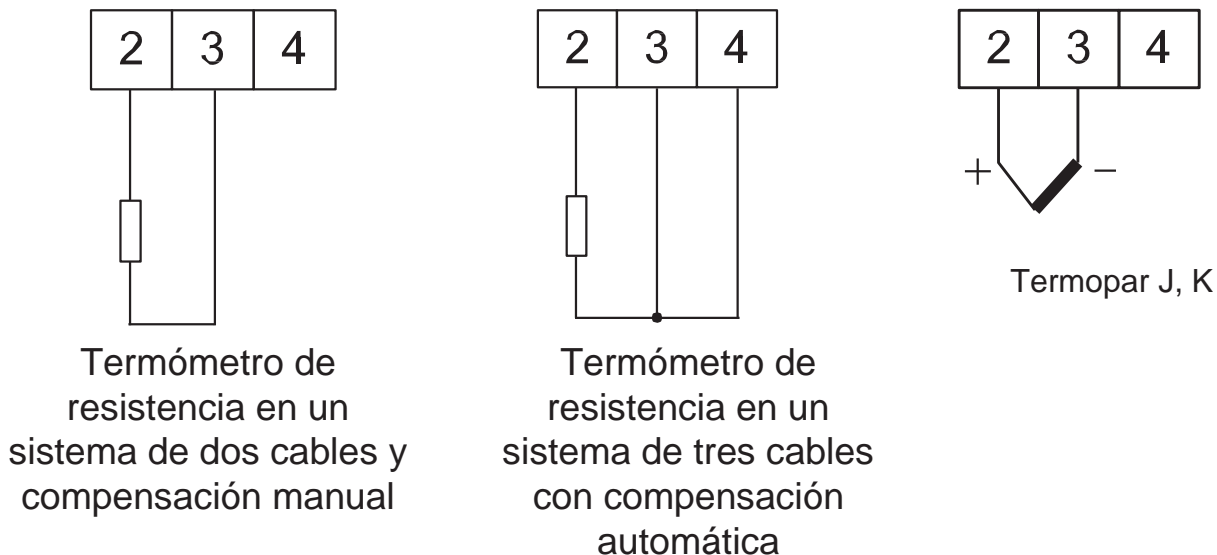 2 3 4
Termómetro de
resistencia en un
sistema de dos cables y
compensación manual
2 3 4
Termómetro de
resistencia en un
sistema de tres cables
con compensación
automática
2 3 4
+ −
Termopar J, K